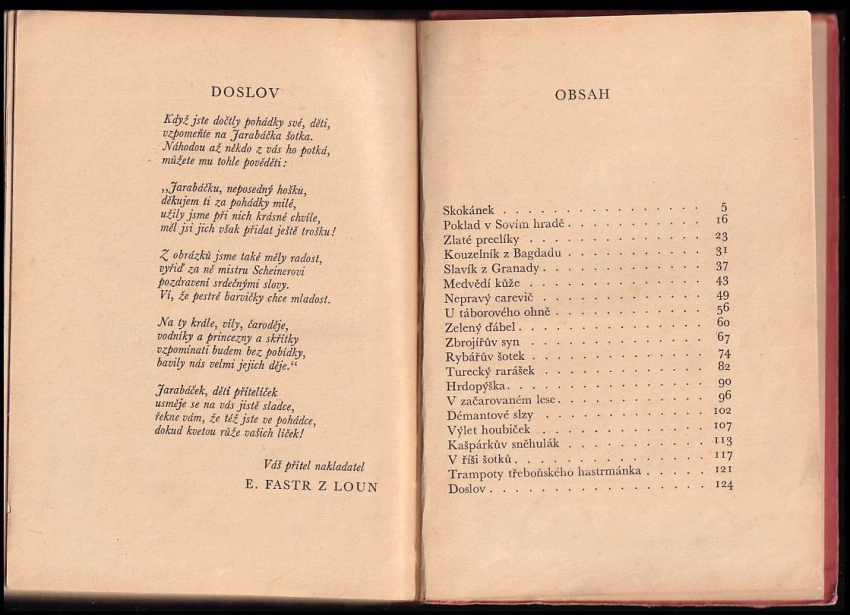 DOSLOV
Když jste dočtly pohádky své, děti,
vzpomeňte na Jarabáčka šotka.
Náhodou až někdo z vás ho potká,
můžete mu tohle pověděti:
„Jarabáčku, neposedný hošku,
děkujem ti za pohádky milé,
užily jsme při nich krásné chvíle,
měl jsi jich však přidat ještě trošku!
Z obrázků jsme také měly radost,
vyřiď za ně mistru Scheinerovi
pozdravení srdečnými slovy.
Ví, že pestré barvičky chce mladost.
Na ty krále, víly, čaroděje,
vodníky a princezny a skřítky
vzpomínati budem bez pobídky,
bavily nás velmi jejich děje.“
Jarabáček, dětí přítelíček
usměje se na vás jistě sladce,
řekne vám, že též jste ve pohádce,
dokud kvetou růže vašich líček!
Váš přítel nakladatel
E. FASTR Z LOUN
OBSAH
Skokánek . . . . . . . . . . . . . . . . 5
Poklad v Sovím hradě . . . . . . . . . . . 16
Zlaté preclíky . . . . . . . . . . . . . . 23
Kouzelník z Bagdadu . . . . . . . . . . . 31
Slavík z Granady . . . . . . . . . . . . . 37
Medvědí kůže . . . . . . . . . . . . . . 43
Nepravý carevič . . . . . . . . . . . . . 49
U táborového ohně . . . . . . . . . . . . 56
Zelený ďábel . . . . . . . . . . . . . . . 60
Zbrojířův syn . . . . . . . . . . . . . . 67
Rybářův šotek . . . . . . . . . . . . . . 74
Turecký rarášek . . . . . . . . . . . . . 82
Hrdopýška . . . . . . . . . . . . . . . . 90
V začarovaném lese . . . . . . . . . . . . 96
Démantové slzy . . . . . . . . . . . . . 102
Výlet houbiček . . . . . . . . . . . . . 107
Kašpárkův sněhulák . . . . . . . . . . . 113
V říši šotků . . . . . . . . . . . . . . . 117
Trampoty třeboňského hastrmánka . . . . . 121
Doslov . . . . . . . . . . . . . . . . . 124